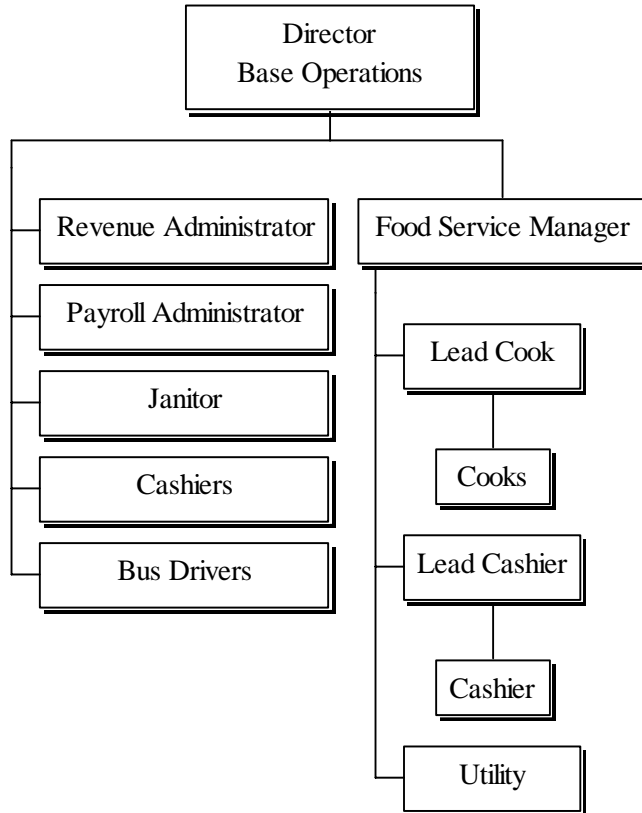 Director
Base Operations
Revenue Administrator
Payroll Administrator
Janitor
Cashiers
Bus Drivers
Food Service Manager
Lead Cook
Cooks
Lead Cashier
Cashier
Utility